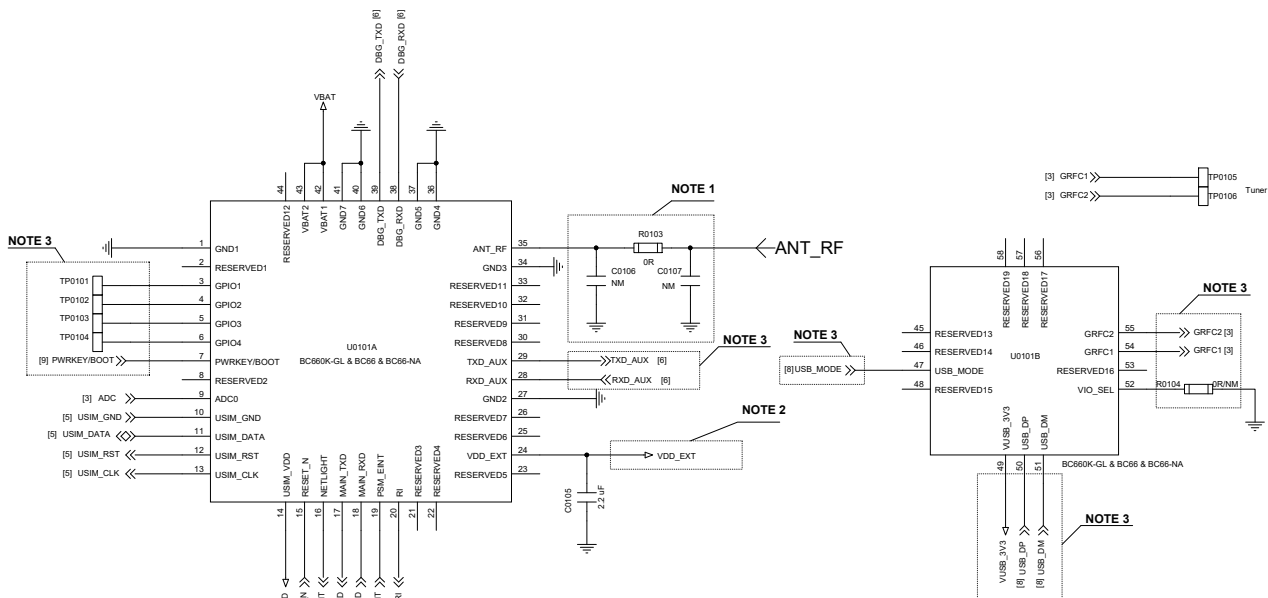 DBG_TXD [6]
DBG_RXD [6]
VBAT
44
43
42
41
40
39
38
37
36
RESERVED12
VBAT2
VBAT1
GND7
GND6
DBG_TXD
DBG_RXD
GND5
GND4
NOTE 3
TP0101
TP0102
TP0103
TP0104
[9] PWRKEY/BOOT
[3] ADC
[5] USIM_GND
[5] USIM_DATA
[5] USIM_RST
[5] USIM_CLK
1 GND1
2 RESERVED1
3 GPIO1
4 GPIO2
5 GPIO3
6 GPIO4
7 PWRKEY/BOOT
8 RESERVED2
9 ADC0
10 USIM_GND
11 USIM_DATA
12 USIM_RST
13 USIM_CLK
U0101A
BC660K-GL & BC66 & BC66-NA
ANT_RF 35
GND3 34
RESERVED11 33
RESERVED10 32
RESERVED9 31
RESERVED8 30
TXD_AUX 29
RXD_AUX 28
GND2 27
RESERVED7 26
RESERVED6 25
VDD_EXT 24
RESERVED5 23
USIM_VDD
RESET_N
NETLIGHT
MAIN_TXD
MAIN_RXD
PSM_EINT
RI
RESERVED3
RESERVED4
14
15
16
17
18
19
20
21
22
RI
NOTE 1
R0103
0R
C0106
NM
C0107
NM
ANT_RF
NOTE 3
TXD_AUX [6]
RXD_AUX [6]
NOTE 2
VDD_EXT
C0105
2.2 uF
[3] GRFC1
TP0105
[3] GRFC2
TP0106
Tuner
58
57
56
RESERVED19
RESERVED18
RESERVED17
NOTE 3
[8]USB_MODE
45 RESERVED13
46 RESERVED14
47 USB_MODE
48 RESERVED15
U0101B
GRFC2 55
GRFC1 54
RESERVED16 53
VIO_SEL 52
NOTE 3
GRFC2 [3]
GRFC1 [3]
R0104
0R/NM
VUSB_3V3
USB_DP
USB_DM
49
50
51
BC660K-GL & BC66 & BC66-NA
NOTE 3
VUSB_3V3
[8] USB_DP
[8] USB_DM